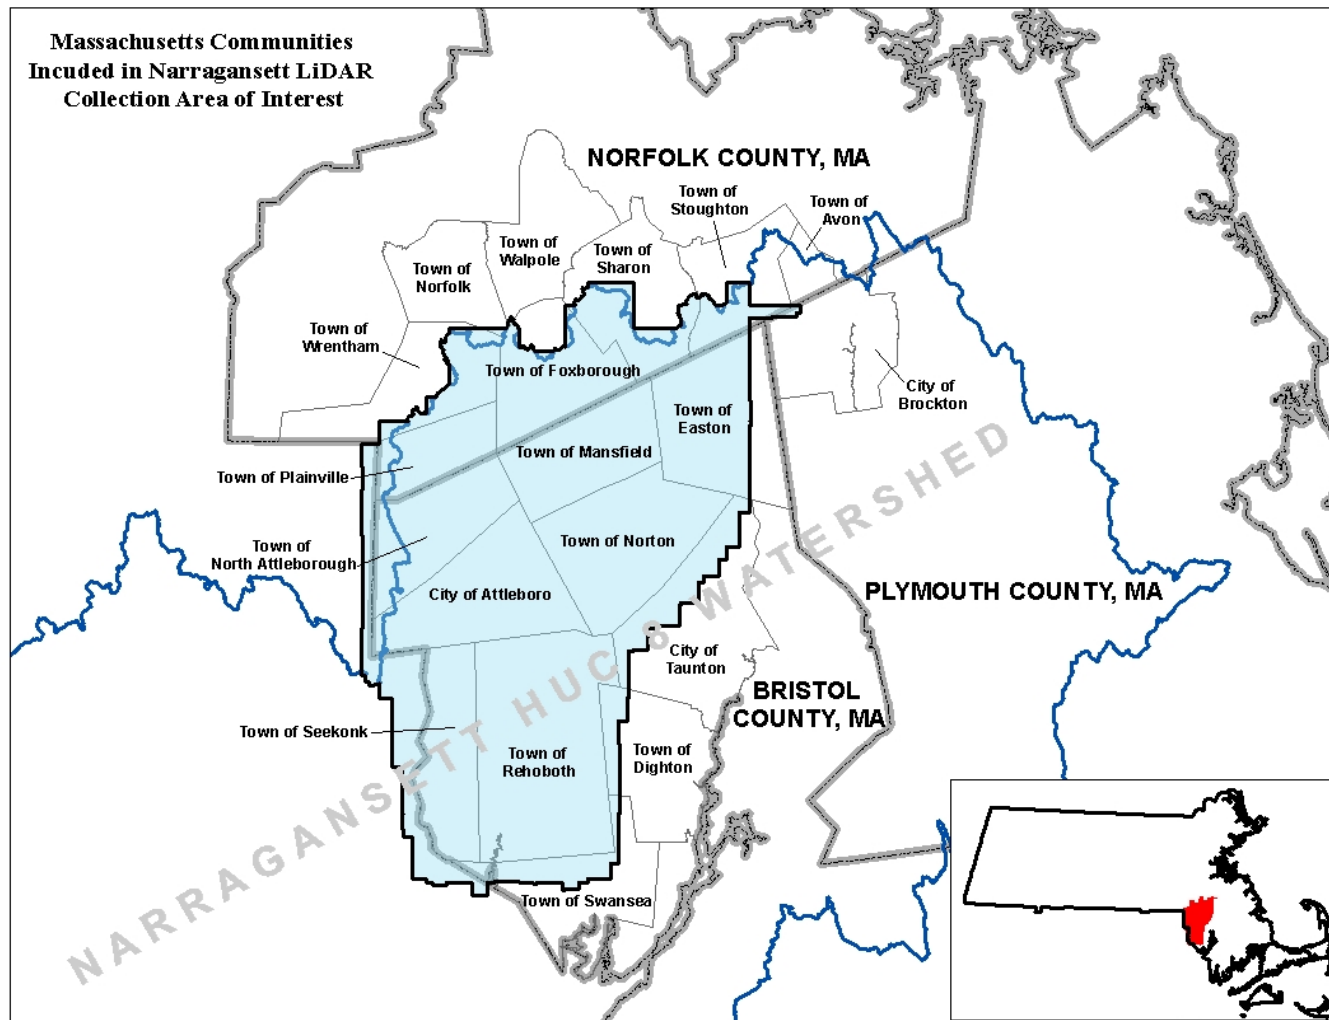 Massachusetts Communities
Incuded in Narragansett LiDAR
Collection Area of Interest
NORFOLK COUNTY, MA
Town of
Stoughton
Town of
Avon
Town of
Walpole
Town of
Sharon
Town of
Norfolk
Town of
Wrentham
Town of Foxborough
City of
Brockton
Town of
Easton
Town of Mansfield
Town of Plainville
Town of
North Attleborough
Town of Norton
City of Attleboro
PLYMOUTH COUNTY, MA
City of
Taunton
BRISTOL
COUNTY, MA
Town of Seekonk
Town of
Rehoboth
Town of
Dighton
Town of Swansea
NARRAGANSETT HUC 8 WATERSHED